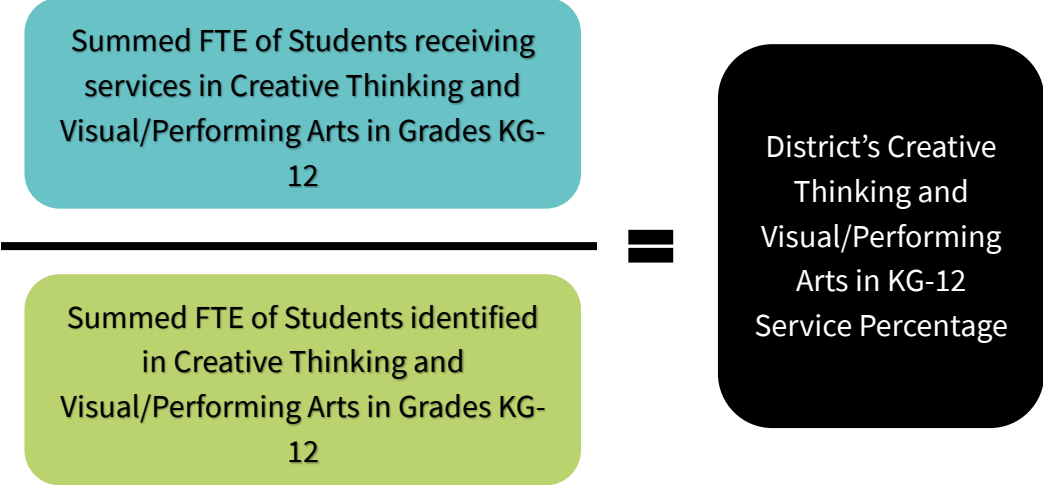 Summed FTE of Students receiving
services in Creative Thinking and
Visual/Performing Arts in Grades KG-
12
Summed FTE of Students identified
in Creative Thinking and
Visual/Performing Arts in Grades KG-
12
=
District’s Creative
Thinking and
Visual/Performing
Arts in KG-12
Service Percentage